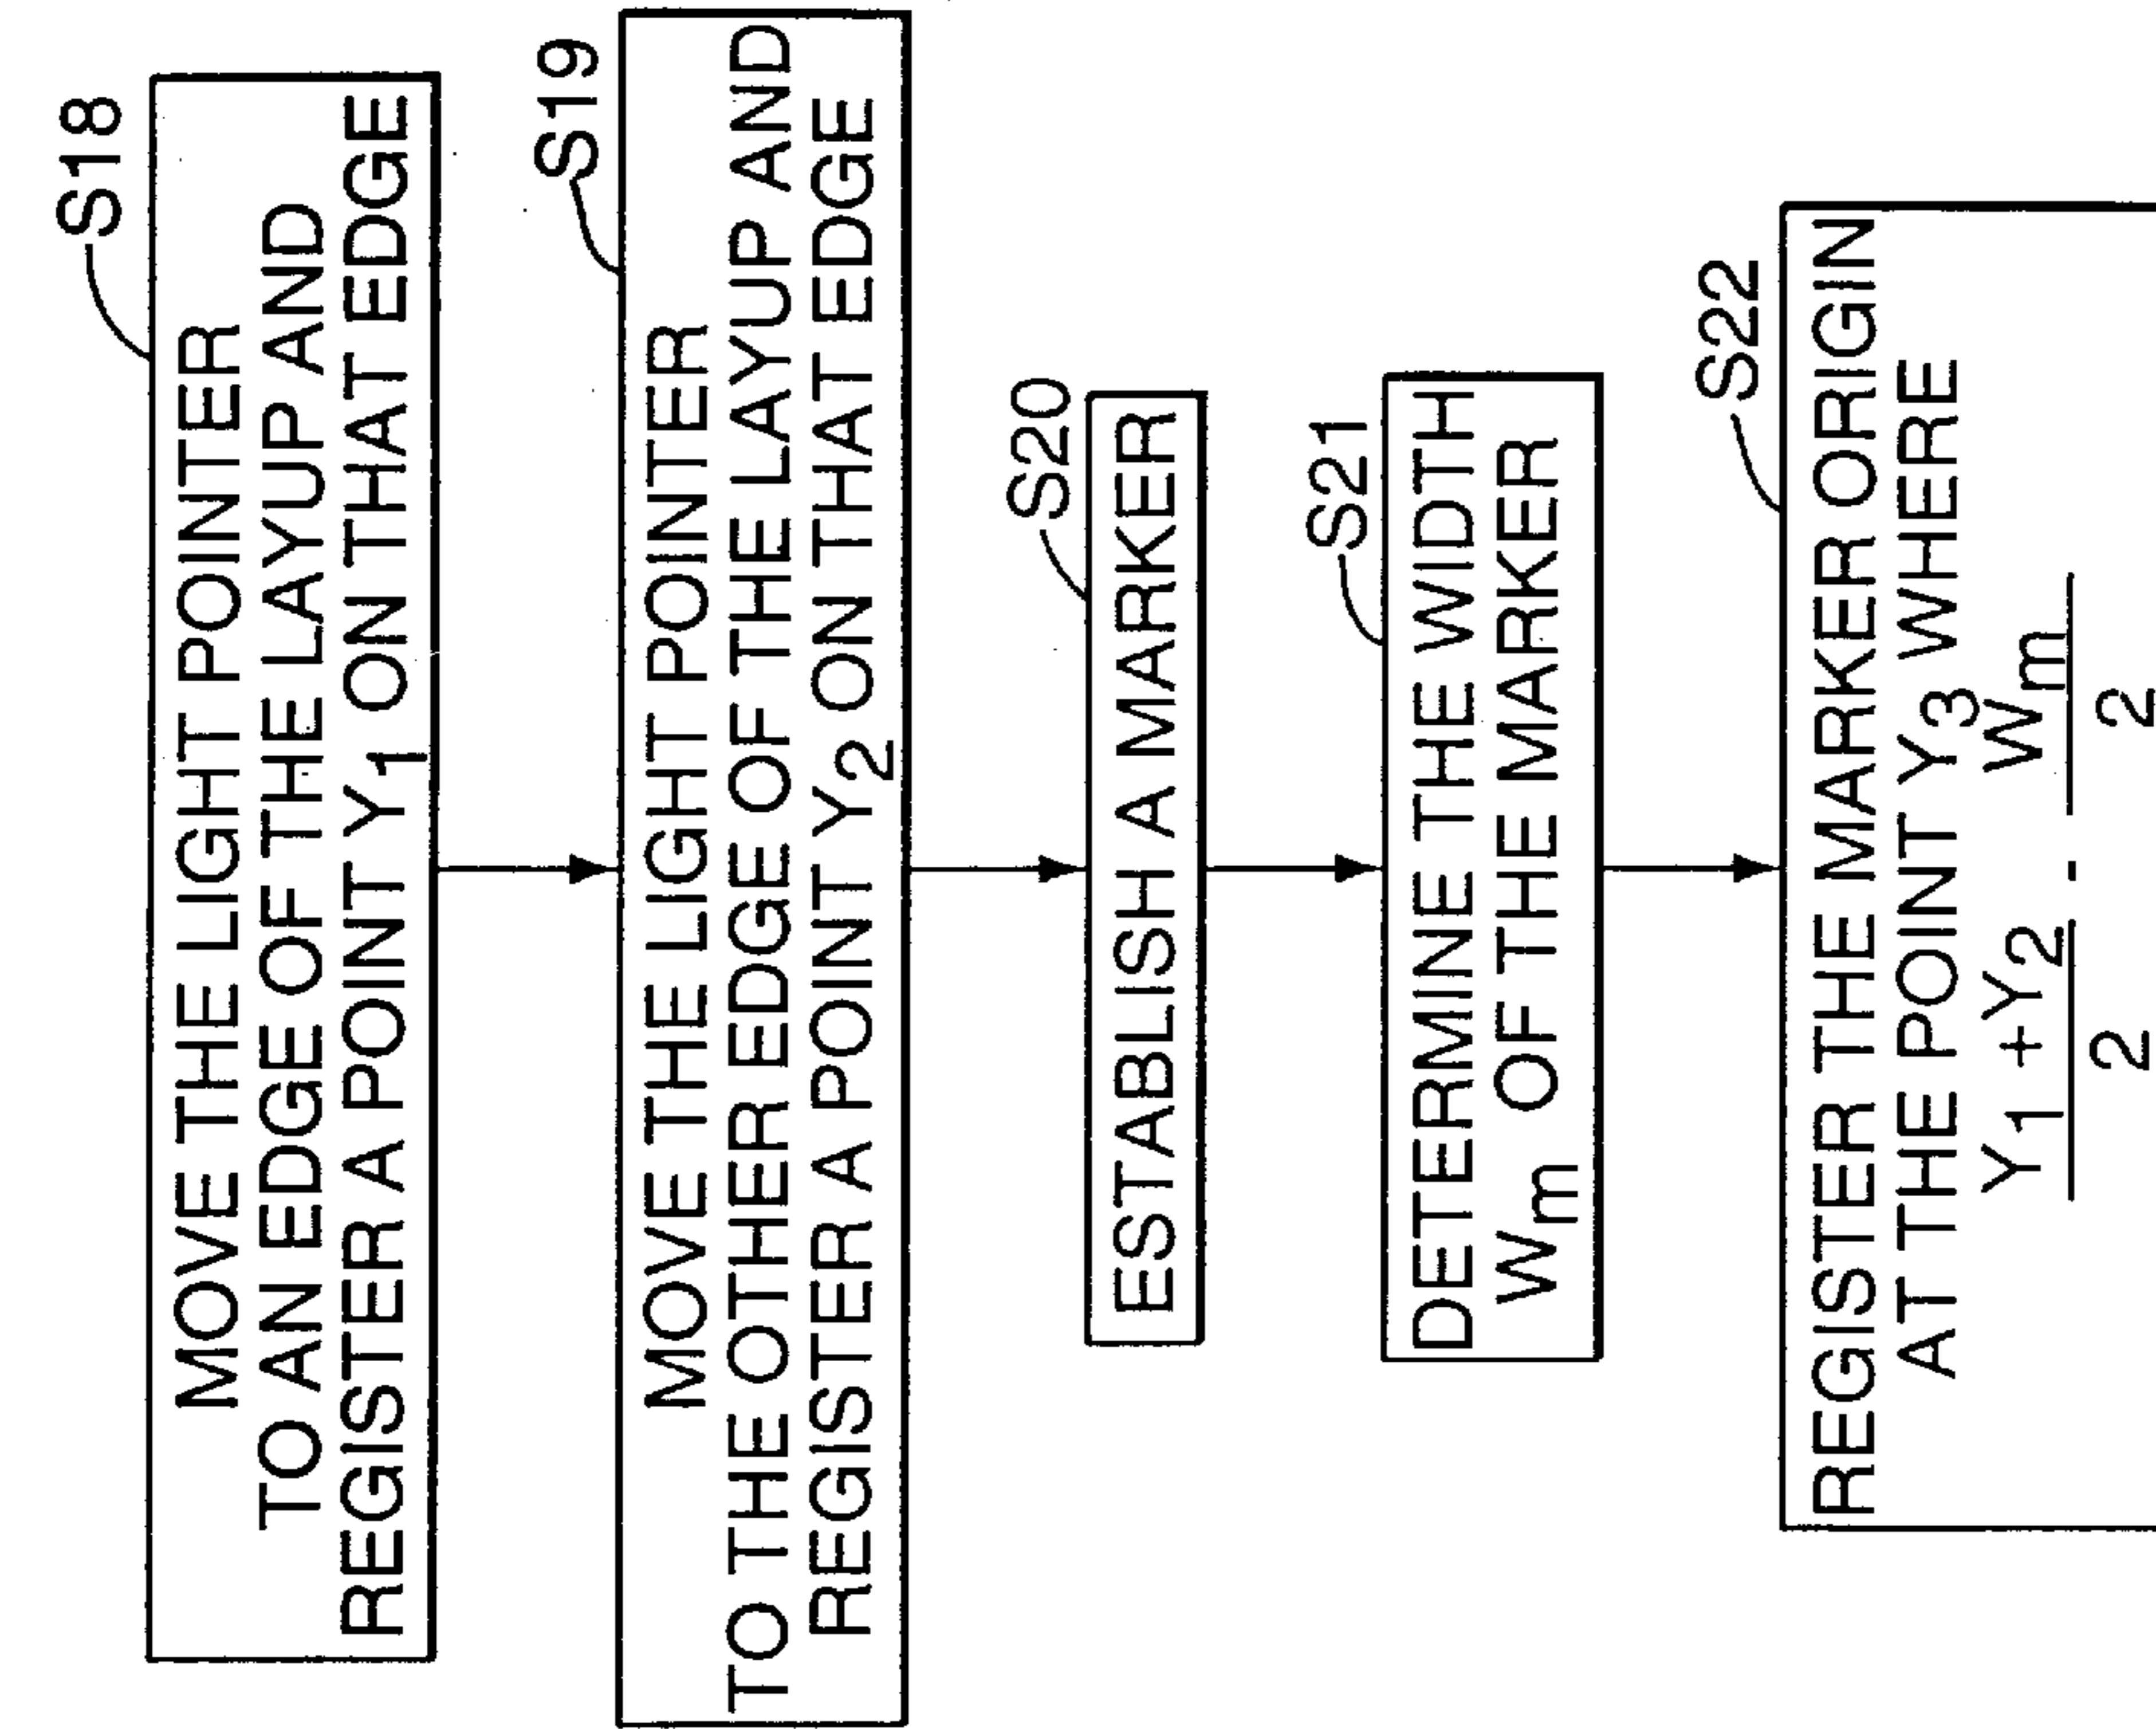 S18
MOVE THE LIGHT POINTER
TO AN EDGE OF THE LAYUP AND
REGISTER A POINT Y1 ON THAT EDGE
S19
MOVE THE LIGHT POINTER
TO THE OTHER EDGE OF THE LAYUP AND
REGISTER A POINT Y2 ON THAT EDGE
S20
ESTABLISH A MARKER
S21
DETERMINE THE WIDTH
Wm OF THE MARKER
S22
REGISTER THE MARKER ORIGIN
AT THE POINT Y3 WHERE
Y1+Y2 - Wm
2 2